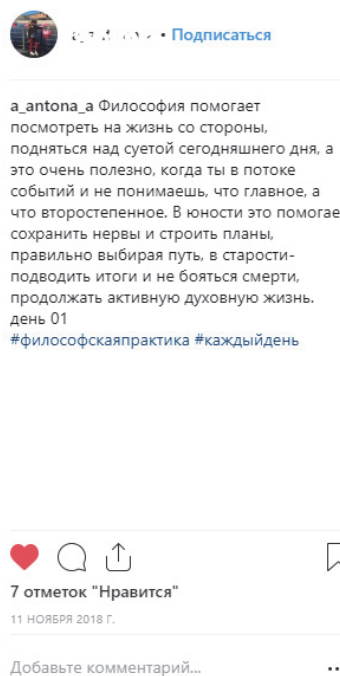 • Подписаться
a_antona_a Философия помогает
посмотреть на жизнь со стороны,
подняться над суетой сегодняшнего дня, а
это очень полезно, когда ты в потоке
событий и не понимаешь, что главное, а
что второстепенное. В юности это помогае
сохранить нервы и строить планы,
правильно выбирая путь, в старости-
подводить итоги и не бояться смерти,
продолжать активную духовную жизнь.
день 01
#философскаяпрактика #каждыйдень
7 отметок "Нравится"
11 НОЯБРЯ 2018 Г.
Добавьте комментарий...